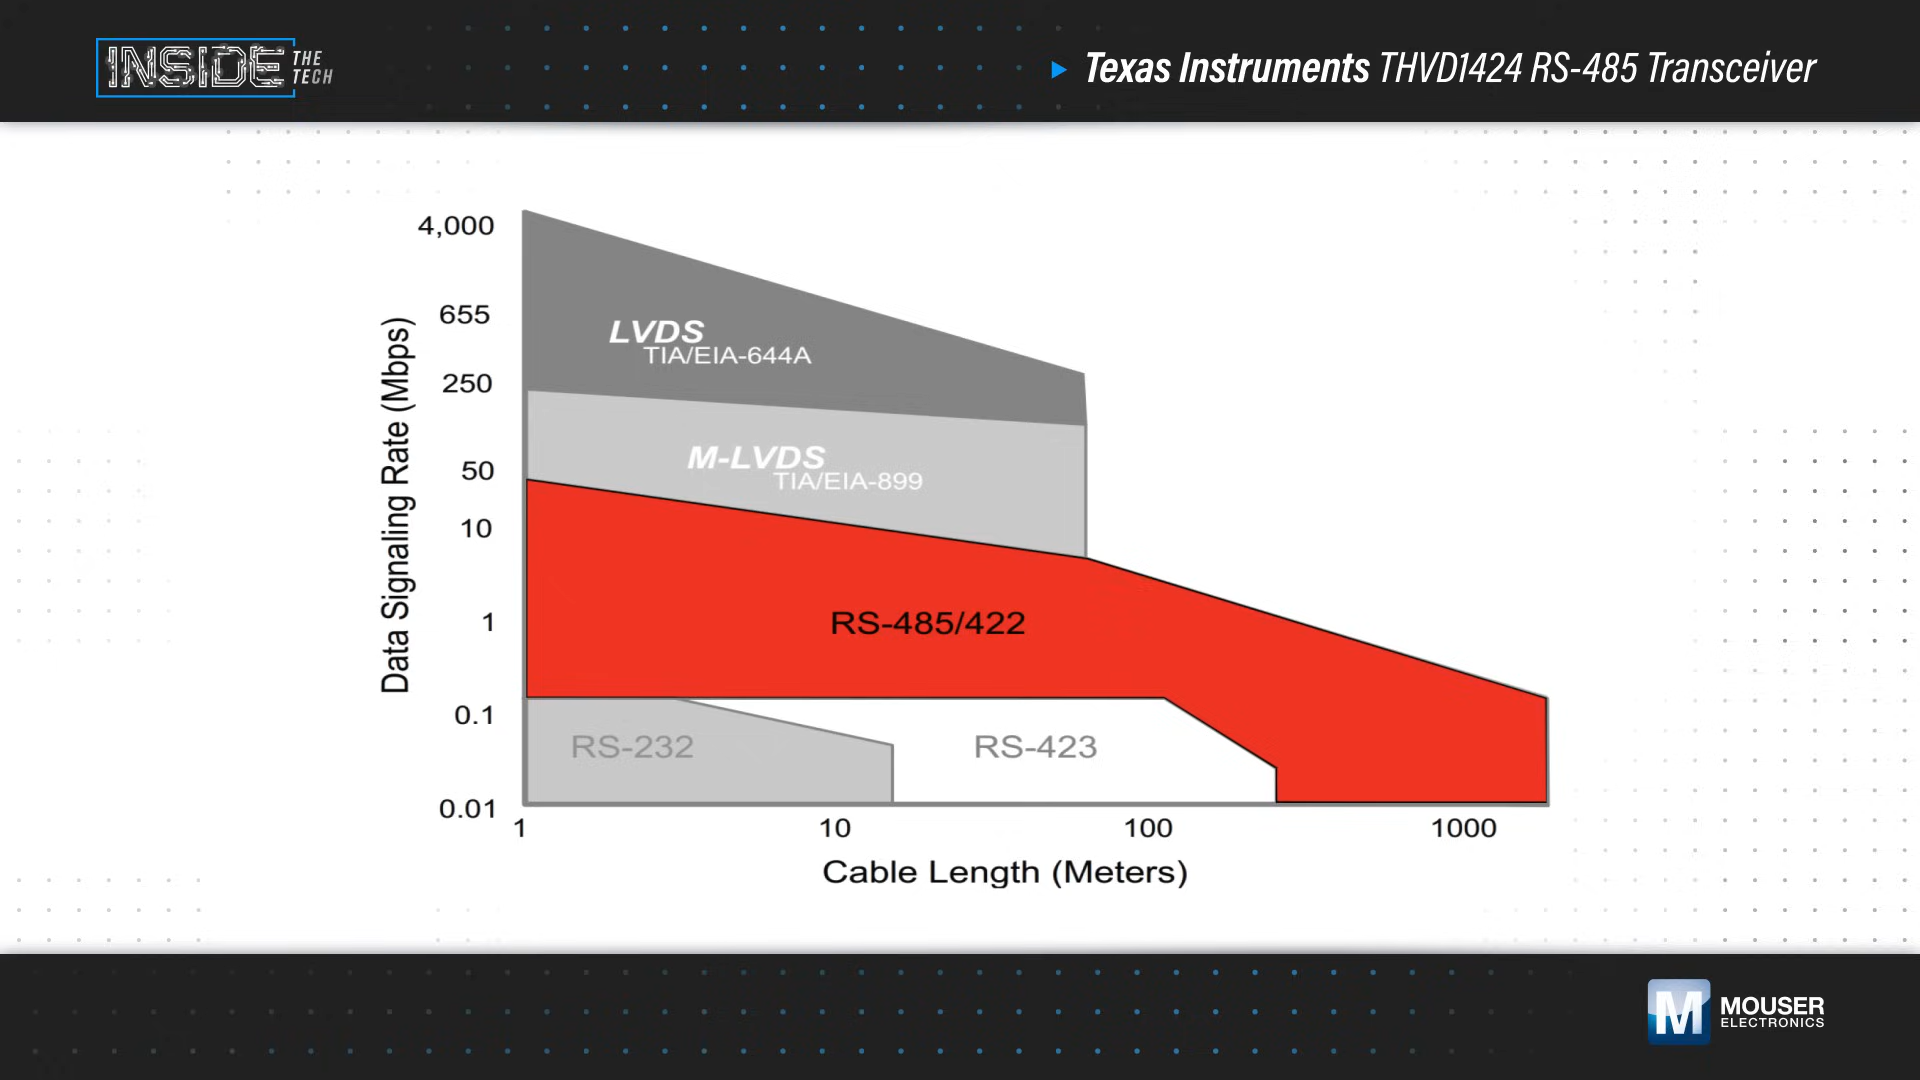 INSIDE THE TECH
Texas Instruments THVD1424 RS-485 Transceiver
4,000
655
250
50
10
1
0.1
0.01
Data Signaling Rate (Mbps)
LVDS
TIA/EIA-644A
M-LVDS
TIA/EIA-899
RS-485/422
RS-232
RS-423
1
10
100
1000
Cable Length (Meters)
M
MOUSER
ELECTRONICS